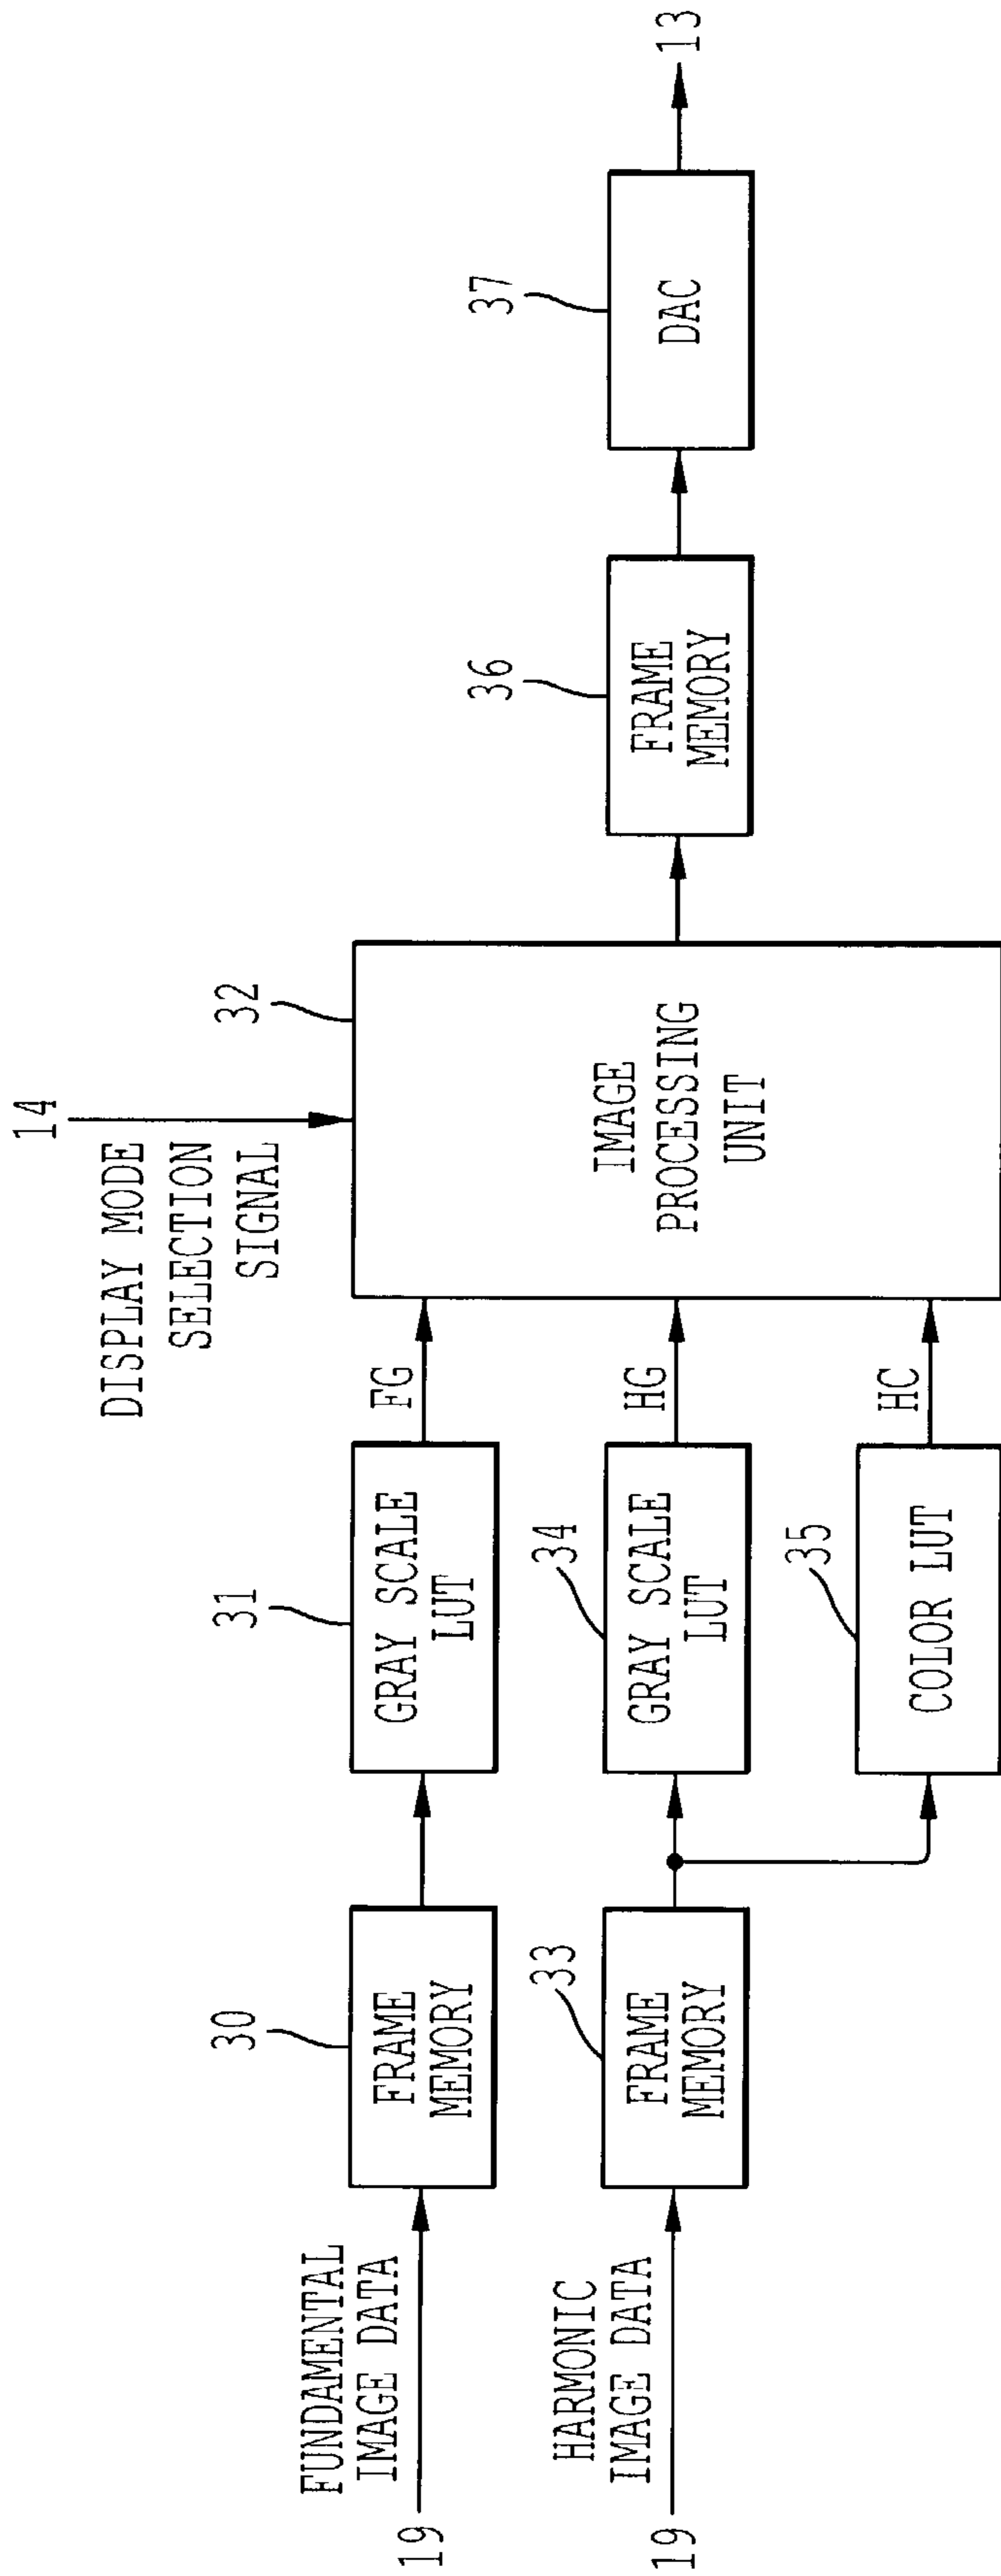 14
DISPLAY MODE
SELECTION
SIGNAL
19
FUNDAMENTAL
IMAGE DATA
30
FRAME
MEMORY
31
GRAY SCALE
LUT
FG
32
IMAGE
PROCESSING
UNIT
19
HARMONIC
IMAGE DATA
33
FRAME
MEMORY
34
GRAY SCALE
LUT
HG
35
COLOR LUT
HC
36
FRAME
MEMORY
37
DAC
13